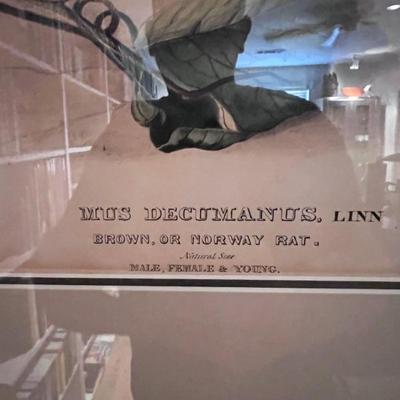 MUS DECUMANUS, LINN
BROWN, OR NORWAY RAT.
Natural Size
MALE, FEMALE & YOUNG.